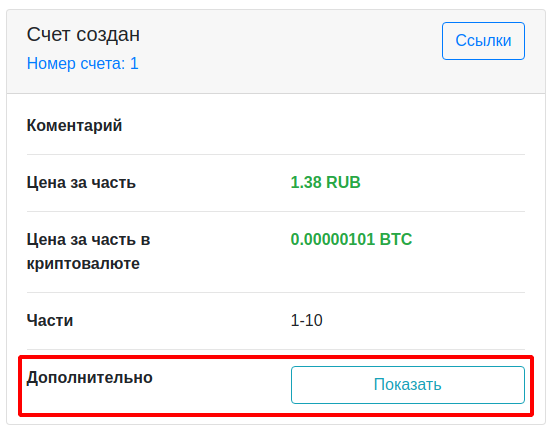 Счет создан
Ссылки
Номер счета: 1
Коментарий
Цена за часть
1.38 RUB
Цена за часть в
криптовалюте
0.00000101 BTC
Части
1-10
Дополнительно
Показать